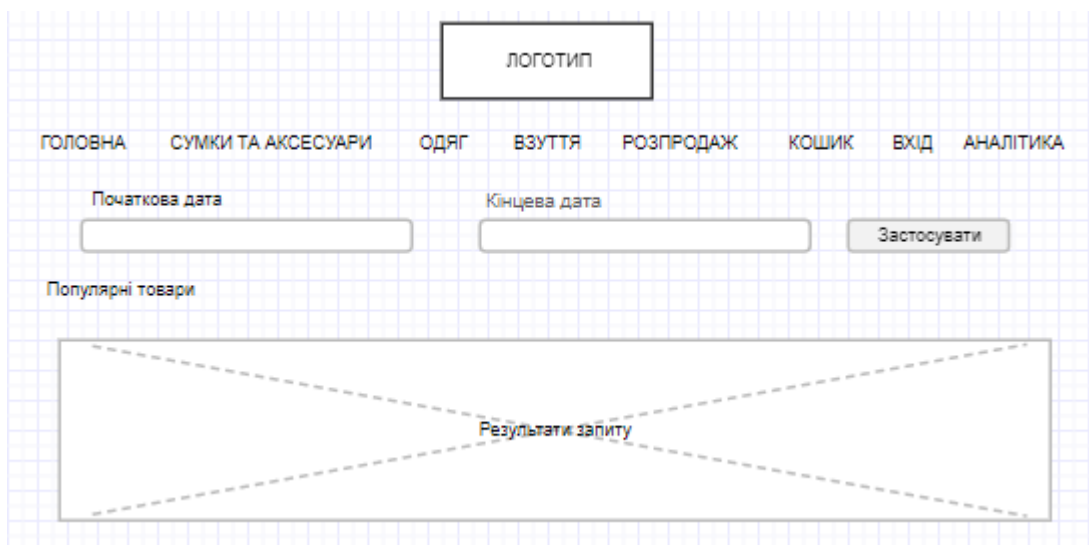 ЛОГОТИП
ГОЛОВНА СУМКИ ТА АКСЕСУАРИ ОДЯГ ВЗУТТЯ РОЗПРОДАЖ КОШИК ВХІД АНАЛІТИКА
Початкова дата Кінцева дата
Застосувати
Популярні товари
Результати запиту